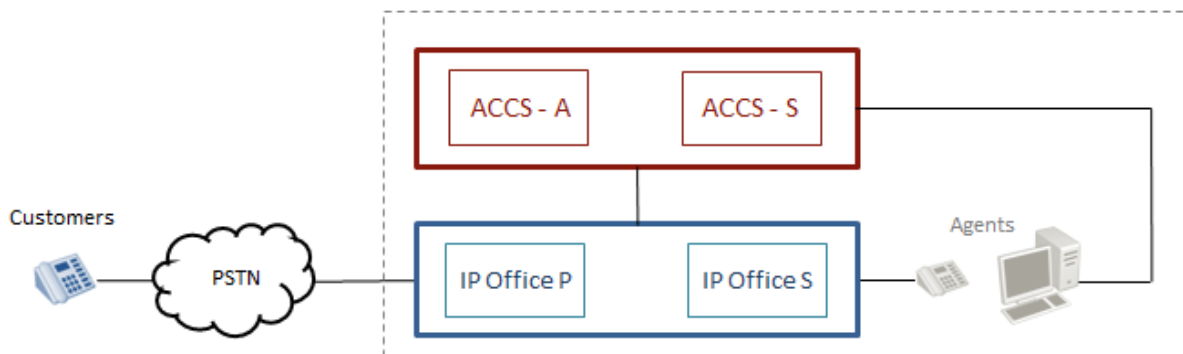 ACCS - A
ACCS - S
Customers
Agents
PSTN
IP Office P
IP Office S